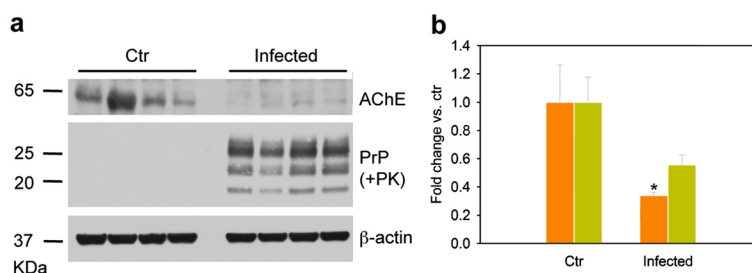 a
Ctr Infected
65
AChE
25
20
PrP
(+PK)
37
β-actin
KDa
b
Fold change vs. ctr
1.4
1.2
1.0
0.8
0.6
0.4
0.2
0.0
*
Ctr Infected